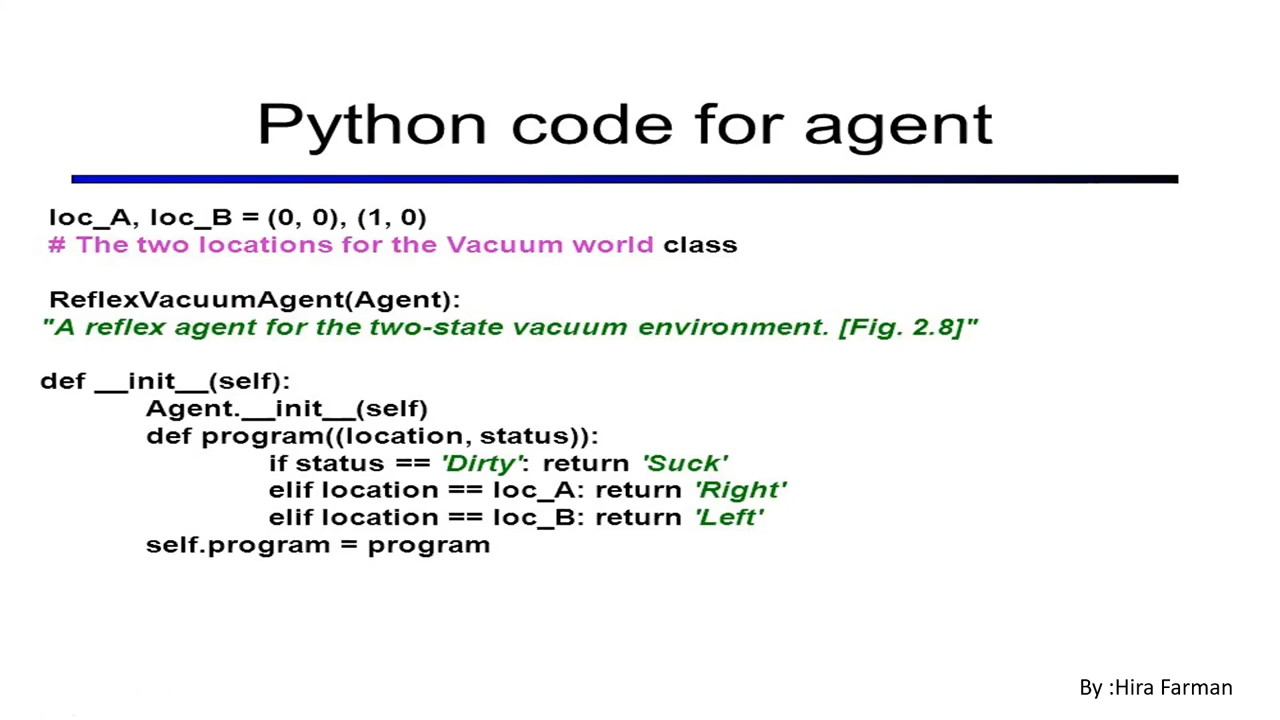 Python code for agent
loc_A, loc_B = (0, 0), (1, 0)
# The two locations for the Vacuum world class
ReflexVacuumAgent(Agent):
"A reflex agent for the two-state vacuum environment. [Fig. 2.8]"
def __init__(self):
Agent.__init__(self)
def program((location, status)):
if status == 'Dirty': return 'Suck'
elif location == loc_A: return 'Right'
elif location == loc_B: return 'Left'
self.program = program
By :Hira Farman